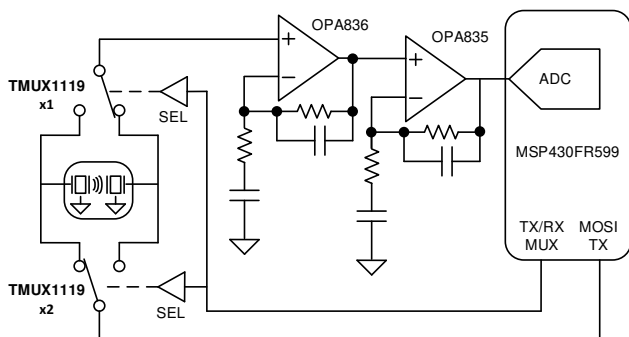 OPA836
OPA835
+
−
+
−
ADC
TMUX1119
x1
SEL
MSP430FR599
TX/RX
MUX
MOSI
TX
TMUX1119
x2
SEL